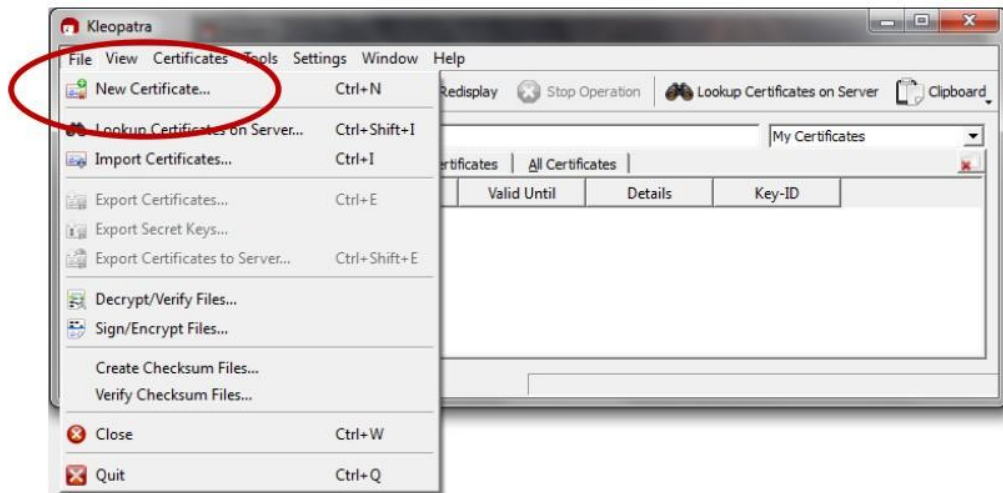 Kleopatra
File View Certificates Tools Settings Window Help
New Certificate... Ctrl+N
Redisplay Stop Operation Lookup Certificates on Server Clipboard
Lookup Certificates on Server... Ctrl+Shift+I
My Certificates
Import Certificates... Ctrl+I
All Certificates
Valid Until Details Key-ID
Export Certificates... Ctrl+E
Export Secret Keys...
Export Certificates to Server... Ctrl+Shift+E
Decrypt/Verify Files...
Sign/Encrypt Files...
Create Checksum Files...
Verify Checksum Files...
Close Ctrl+W
Quit Ctrl+Q